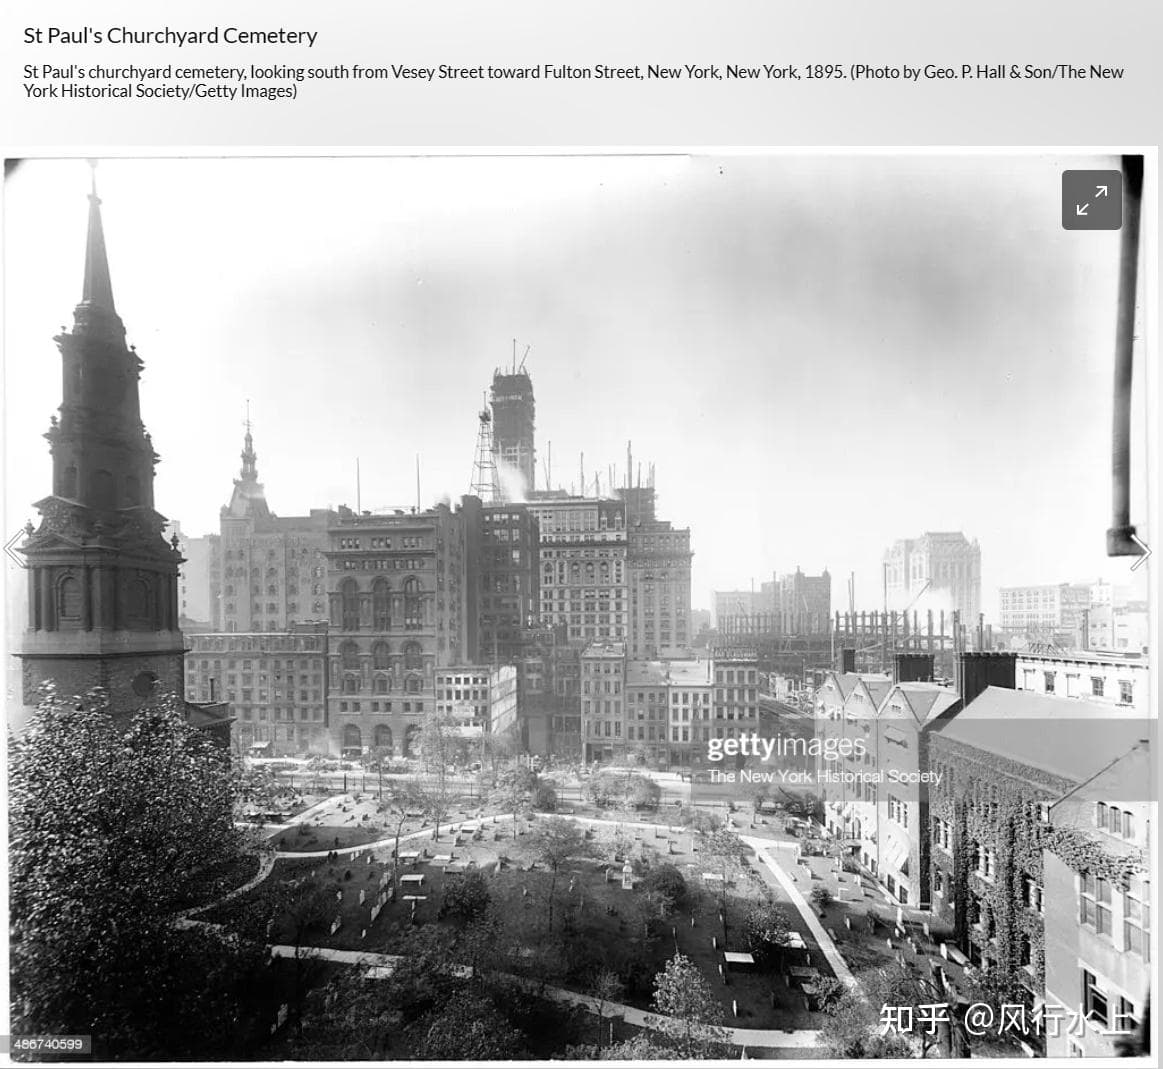 St Paul's Churchyard Cemetery
St Paul's churchyard cemetery, looking south from Vesey Street toward Fulton Street, New York, New York, 1895. (Photo by Geo. P. Hall & Son/The New
York Historical Society/Getty Images)
gettyimages
The New York Historical Society
知乎 @风行水上
486740599